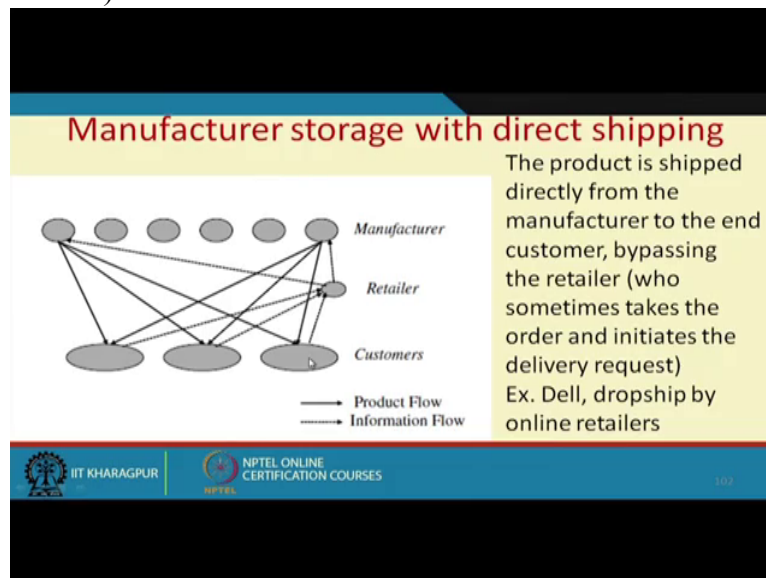 Manufacturer storage with direct shipping
The product is shipped
directly from the
manufacturer to the end
customer, bypassing
the retailer (who
sometimes takes the
order and initiates the
delivery request)
Ex. Dell, dropship by
online retailers
Manufacturer
Retailer
Customers
Product Flow
Information Flow
IIT KHARAGPUR
NPTEL
NPTEL ONLINE
CERTIFICATION COURSES